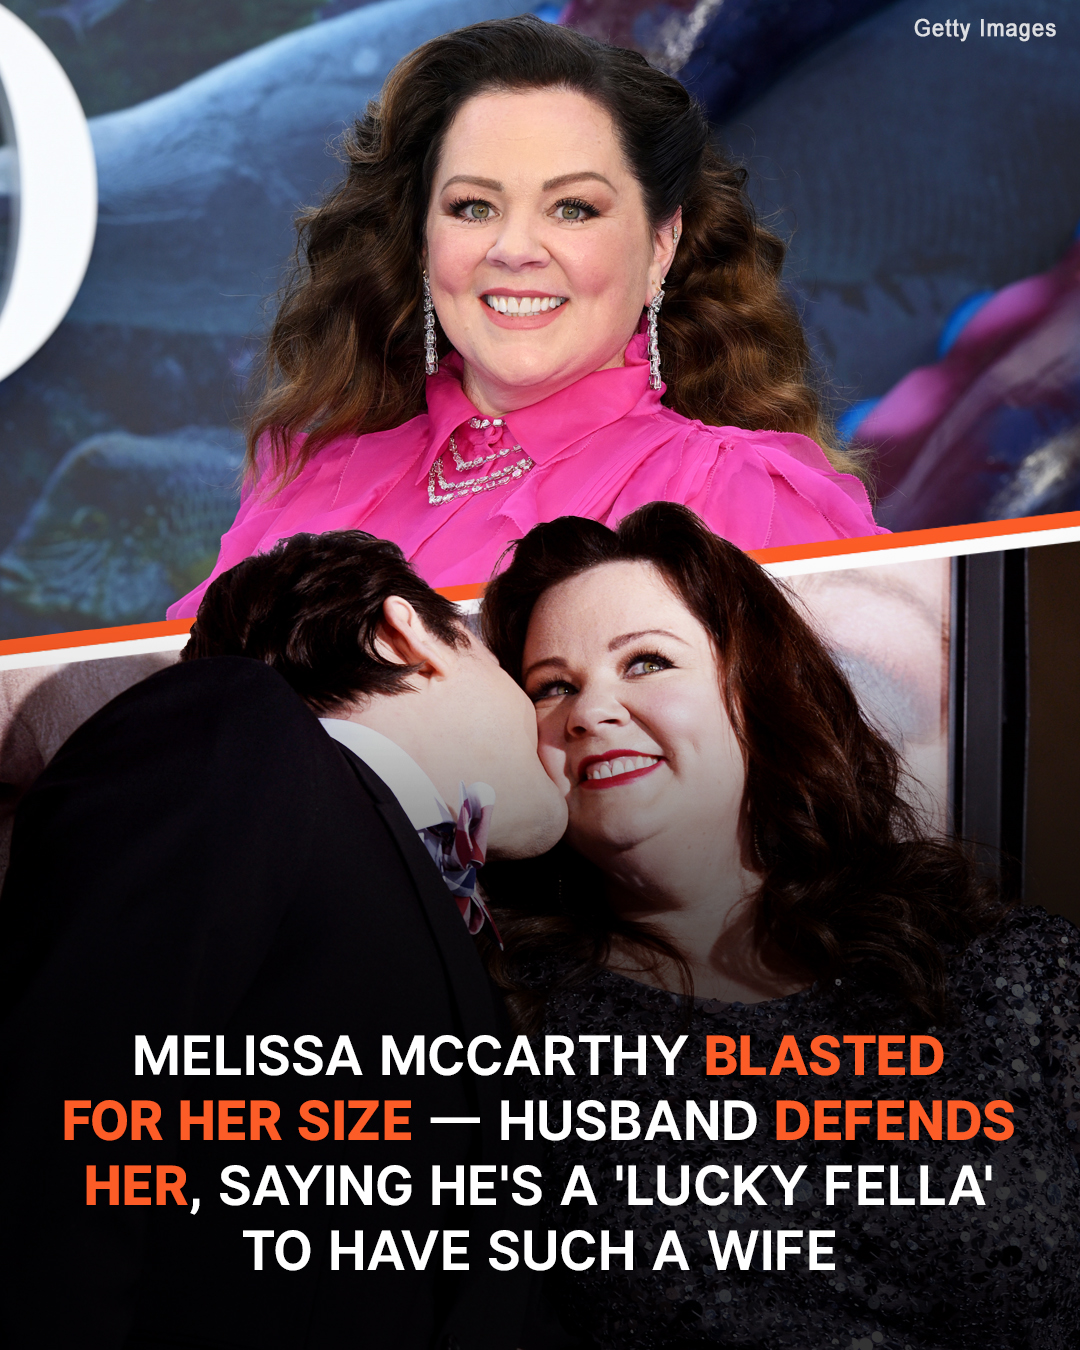 Getty Images
MELISSA MCCARTHY BLASTED
FOR HER SIZE — HUSBAND DEFENDS
HER, SAYING HE'S A 'LUCKY FELLA'
TO HAVE SUCH A WIFE